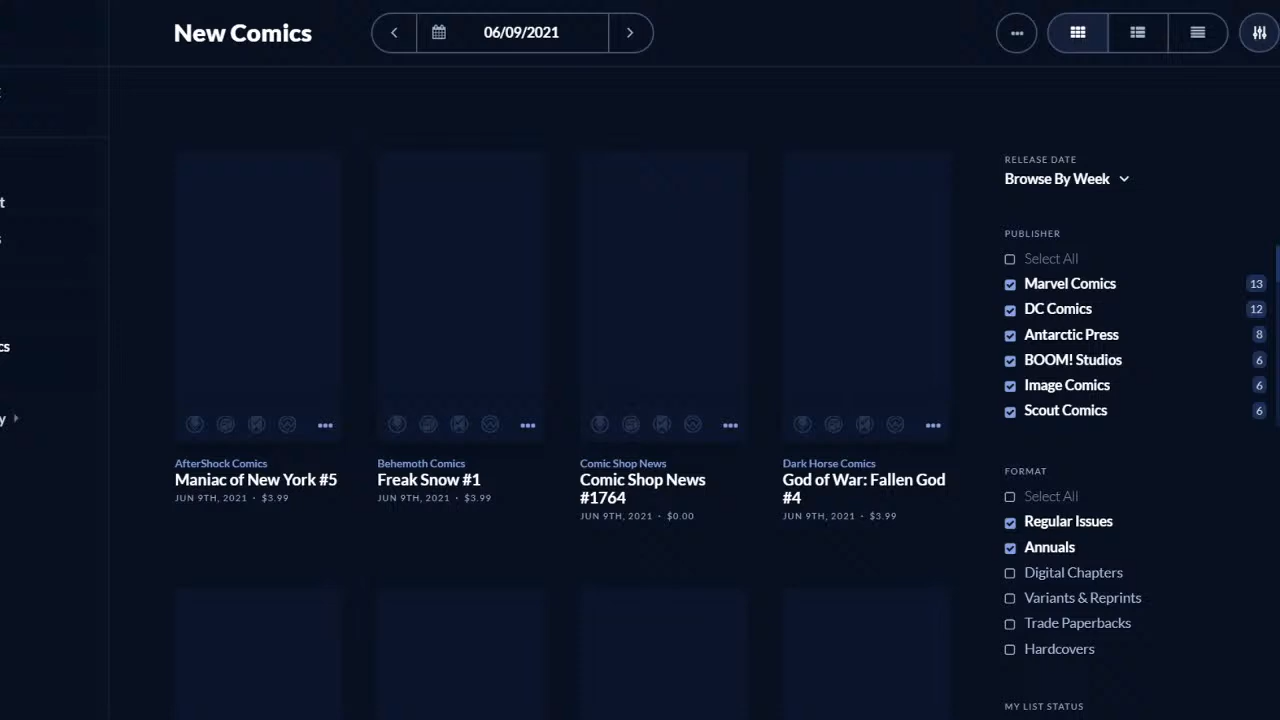 New Comics
06/09/2021
t
s
cs
y
AfterShock Comics
Maniac of New York #5
JUN 9TH, 2021 · $3.99
Behemoth Comics
Freak Snow #1
JUN 9TH, 2021 · $3.99
Comic Shop News
Comic Shop News
#1764
JUN 9TH, 2021 · $0.00
Dark Horse Comics
God of War: Fallen God
#4
JUN 9TH, 2021 · $3.99
RELEASE DATE
Browse By Week
PUBLISHER
Select All
Marvel Comics 13
DC Comics 12
Antarctic Press 8
BOOM! Studios 6
Image Comics 6
Scout Comics 6
FORMAT
Select All
Regular Issues
Annuals
Digital Chapters
Variants & Reprints
Trade Paperbacks
Hardcovers
MY LIST STATUS